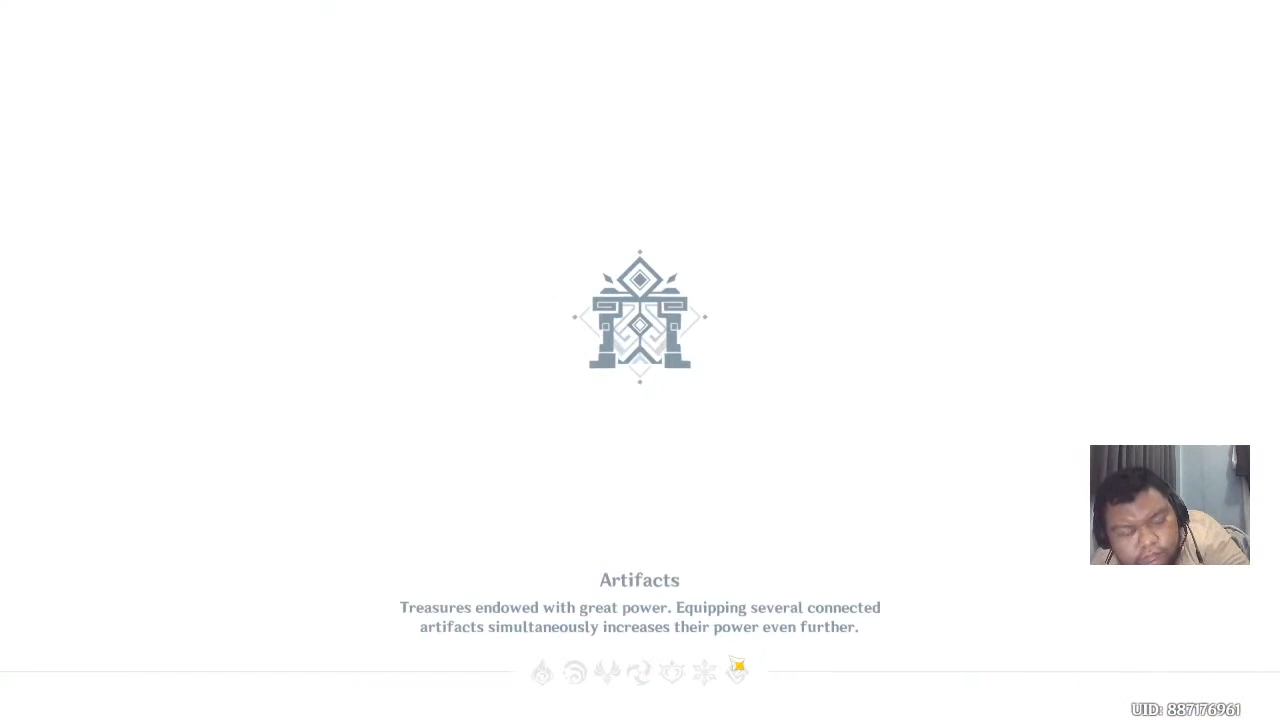 Artifacts
Treasures endowed with great power. Equipping several connected
artifacts simultaneously increases their power even further.
UID: 887176961